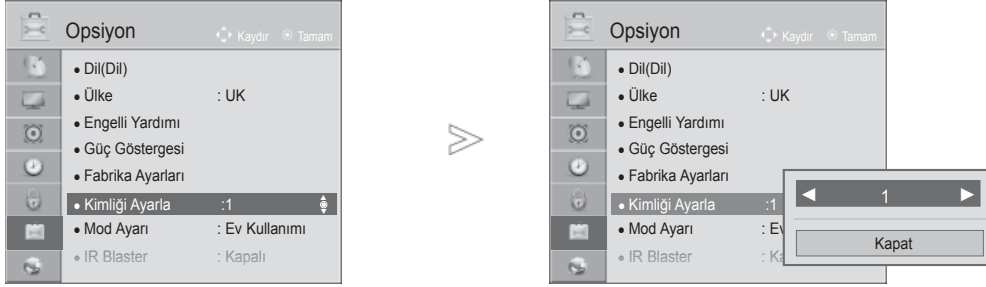 Opsiyon Kaydır Tamam
• Dil(Dil)
• Ülke : UK
• Engelli Yardımı
• Güç Göstergesi
• Fabrika Ayarları
• Kimliği Ayarla :1
• Mod Ayarı : Ev Kullanımı
• IR Blaster : Kapalı
Opsiyon Kaydır Tamam
• Dil(Dil)
• Ülke : UK
• Engelli Yardımı
• Güç Göstergesi
• Fabrika Ayarları
• Kimliği Ayarla :1
• Mod Ayarı : Ev
• IR Blaster : Ka
◀ 1 ▶
Kapat